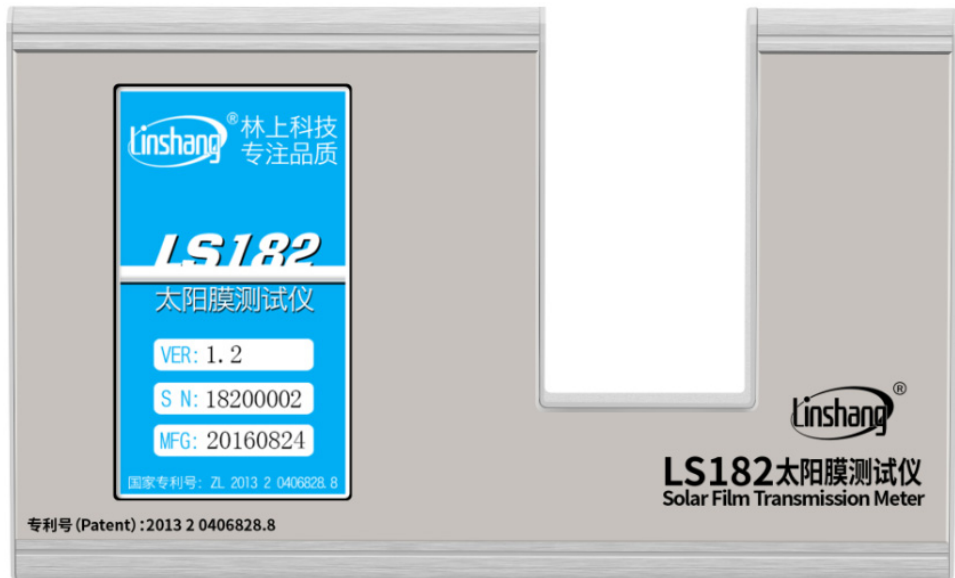 Linshang®
林上科技
专注品质
LS182
太阳膜测试仪
VER: 1.2
S N: 18200002
MFG: 20160824
国家专利号: ZL 2013 2 0406828.8
Linshang®
LS182太阳膜测试仪
Solar Film Transmission Meter
专利号(Patent):2013 2 0406828.8